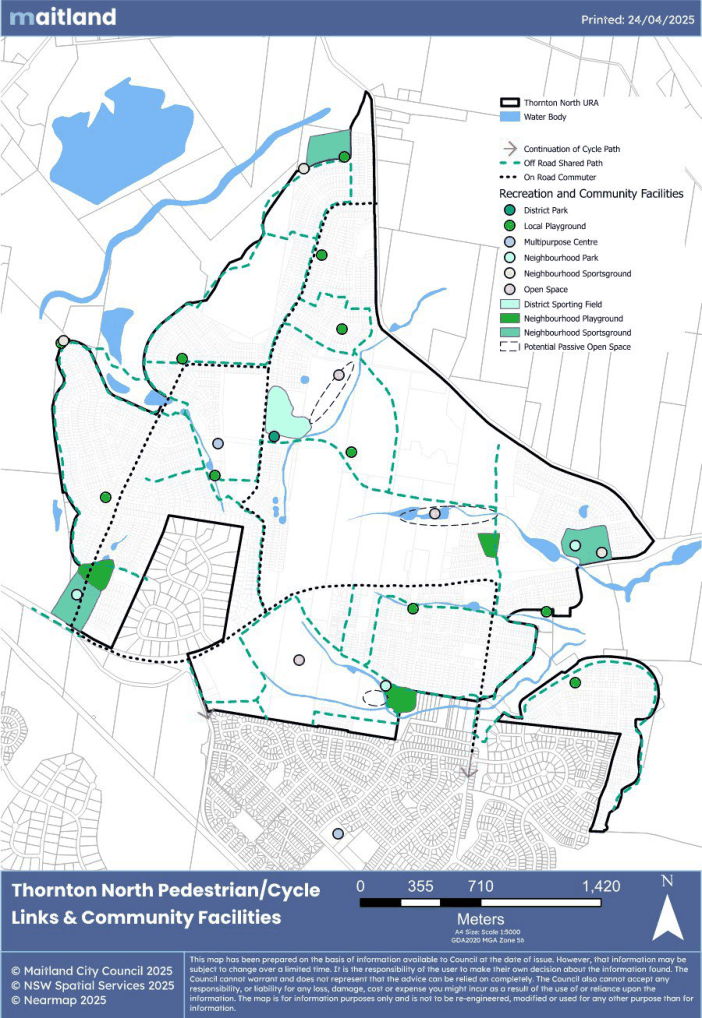 maitland
Printed: 24/04/2025
Thornton North URA
Water Body
Continuation of Cycle Path
Off Road Shared Path
On Road Commuter
Recreation and Community Facilities
District Park
Local Playground
Multipurpose Centre
Neighbourhood Park
Neighbourhood Sportsground
Open Space
District Sporting Field
Neighbourhood Playground
Neighbourhood Sportsground
Potential Passive Open Space
Thornton North Pedestrian/Cycle
Links & Community Facilities
0 355 710 1,420
Meters
A4 Size: Scale 1:5000
GDA2020 MGA Zone 56
N
© Maitland City Council 2025
© NSW Spatial Services 2025
© Nearmap 2025
This map has been prepared on the basis of information available to Council at the date of issue. However, that information may be
subject to change over a limited time. It is the responsibility of the user to make their own decision about the information found. The
Council cannot warrant and does not represent that the advice can be relied on completely. The Council also cannot accept any
responsibility, or liability for any loss, damage, cost or expense you might incur as a result of the use of or reliance upon the
information. The map is for information purposes only and is not to be re-engineered, modified or used for any other purpose than for
information.